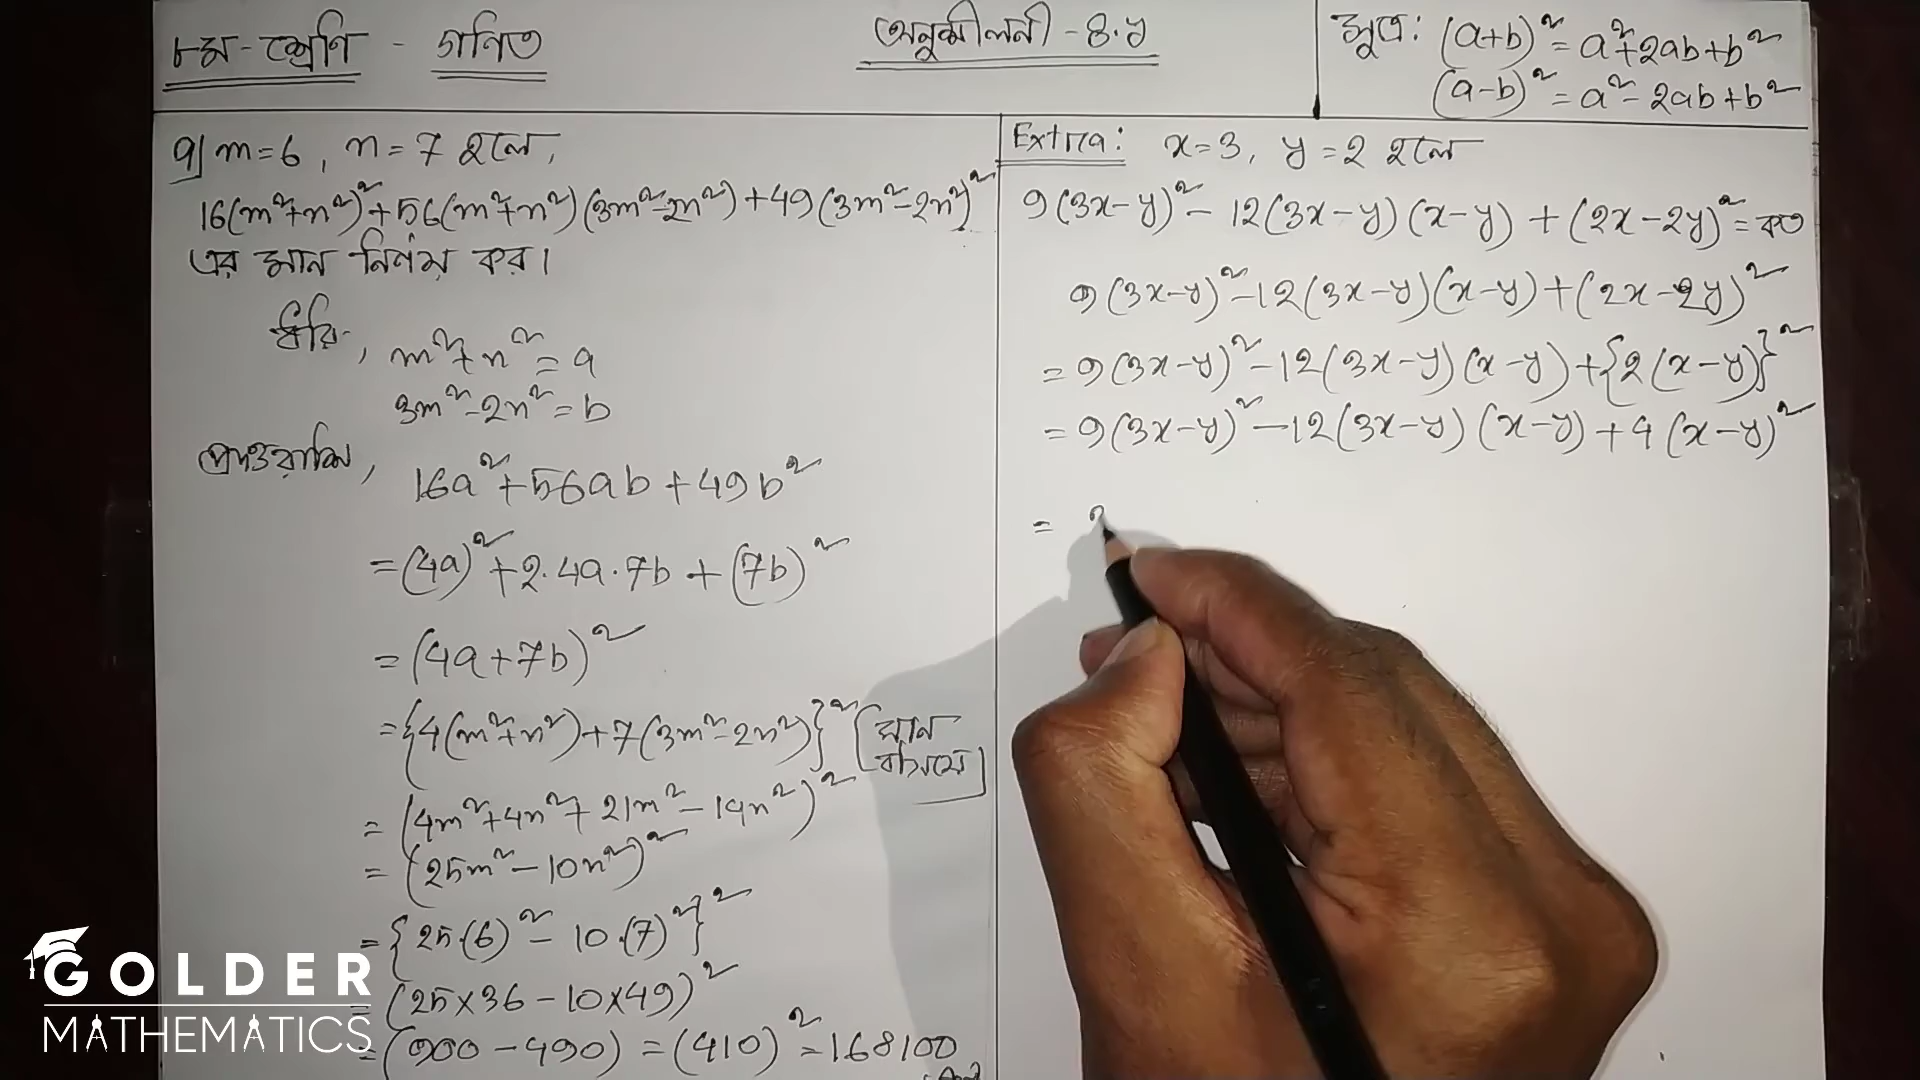 ৮ম-শ্রেণি - গনিত
অনুশীলনী - 4.১
সূত্র: (a+b)² = a²+2ab+b²
(a-b)² = a²-2ab+b²
9| m=6, n=7 হলে,
16(m²+n²)²+56(m²+n²)(3m²-2n²)+49(3m²-2n²)²
এর মান নির্ণয় কর।
ধরি, m²+n² = a
3m²-2n² = b
প্রদত্তরাশি, 16a²+56ab+49b²
= (4a)²+2.4a.7b+(7b)²
= (4a+7b)²
= {4(m²+n²)+7(3m²-2n²)}² [মান বসিয়ে]
= (4m²+4n²+21m²-14n²)²
= (25m²-10n²)²
= {25.(6)²-10.(7)²}²
= (25×36-10×49)²
= (900-490) = (410)² = 168100
Extra: x=3, y=2 হলে
9(3x-y)²-12(3x-y)(x-y)+(2x-2y)² = কত
9(3x-y)²-12(3x-y)(x-y)+(2x-2y)²
= 9(3x-y)²-12(3x-y)(x-y)+{2(x-y)}²
= 9(3x-y)²-12(3x-y)(x-y)+4(x-y)²
=
GOLDER
MATHEMATICS